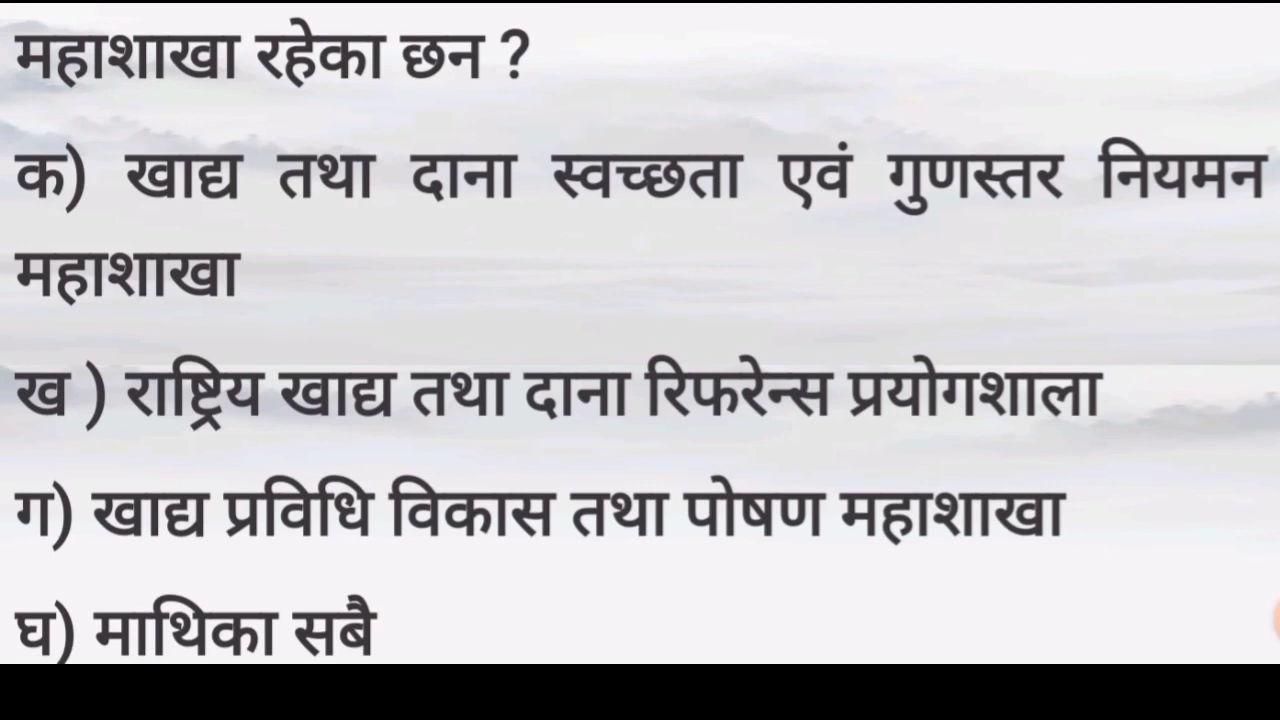 महाशाखा रहेका छन ?
क) खाद्य तथा दाना स्वच्छता एवं गुणस्तर नियमन
महाशाखा
ख ) राष्ट्रिय खाद्य तथा दाना रिफरेन्स प्रयोगशाला
ग) खाद्य प्रविधि विकास तथा पोषण महाशाखा
घ) माथिका सबै